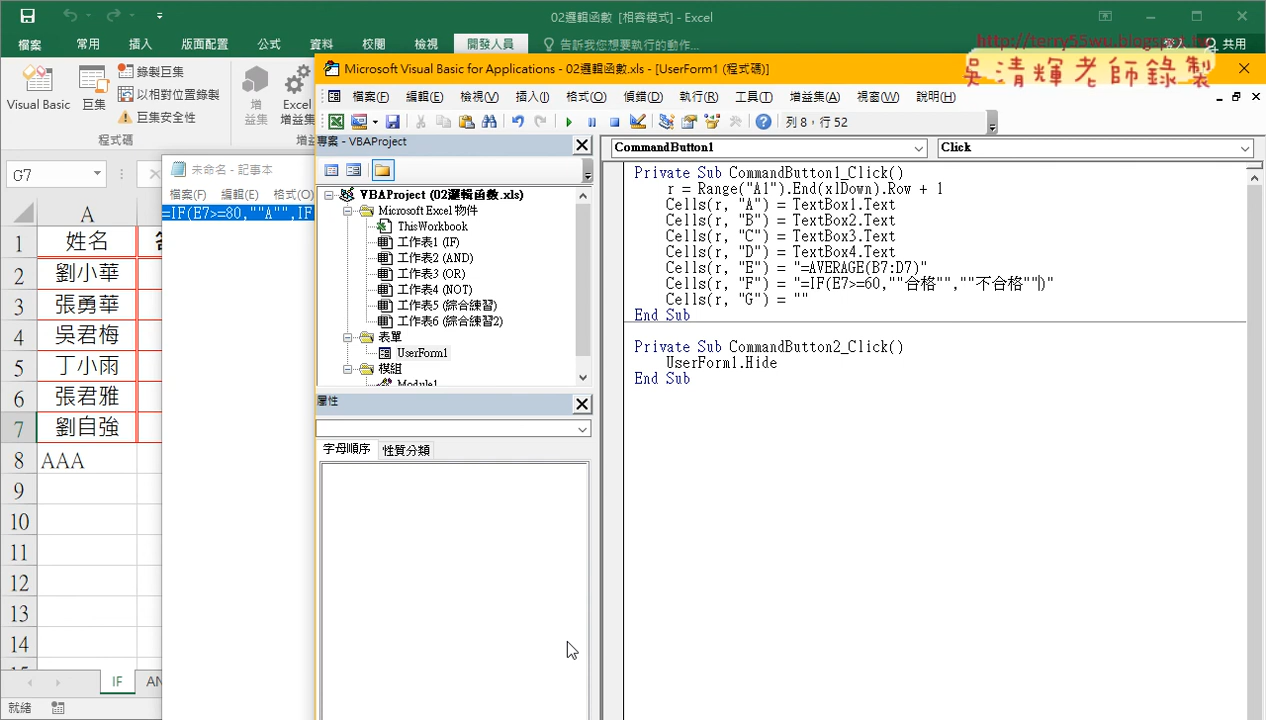 02邏輯函數 [相容模式] - Excel
檔案 常用 插入 版面配置 公式 資料 校閱 檢視 開發人員 告訴我您想要執行的動作... 登入 共用
http://terry55wu.blogspot.tw
吳清輝老師錄製
Visual Basic 巨集 錄製巨集 以相對位置錄製 巨集安全性 增益集 Excel 增益集
程式碼
G7
A
1 姓名
2 劉小華
3 張勇華
4 吳君梅
5 丁小雨
6 張君雅
7 劉自強
8 AAA
9
10
11
12
13
14
15
IF AN
就緒
未命名 - 記事本
檔案(F) 編輯(E) 格式(O)
=IF(E7>=80,""A"",IF
Microsoft Visual Basic for Applications - 02邏輯函數.xls - [UserForm1 (程式碼)]
檔案(F) 編輯(E) 檢視(V) 插入(I) 格式(O) 偵錯(D) 執行(R) 工具(T) 增益集(A) 視窗(W) 說明(H)
列 8，行 52
專案 - VBAProject
VBAProject (02邏輯函數.xls)
Microsoft Excel 物件
ThisWorkbook
工作表1 (IF)
工作表2 (AND)
工作表3 (OR)
工作表4 (NOT)
工作表5 (綜合練習)
工作表6 (綜合練習2)
表單
UserForm1
模組
Module1
屬性
字母順序 性質分類
CommandButton1 Click
Private Sub CommandButton1_Click()
r = Range("A1").End(xlDown).Row + 1
Cells(r, "A") = TextBox1.Text
Cells(r, "B") = TextBox2.Text
Cells(r, "C") = TextBox3.Text
Cells(r, "D") = TextBox4.Text
Cells(r, "E") = "=AVERAGE(B7:D7)"
Cells(r, "F") = "=IF(E7>=60,""合格"",""不合格"")"
Cells(r, "G") = ""
End Sub
Private Sub CommandButton2_Click()
UserForm1.Hide
End Sub